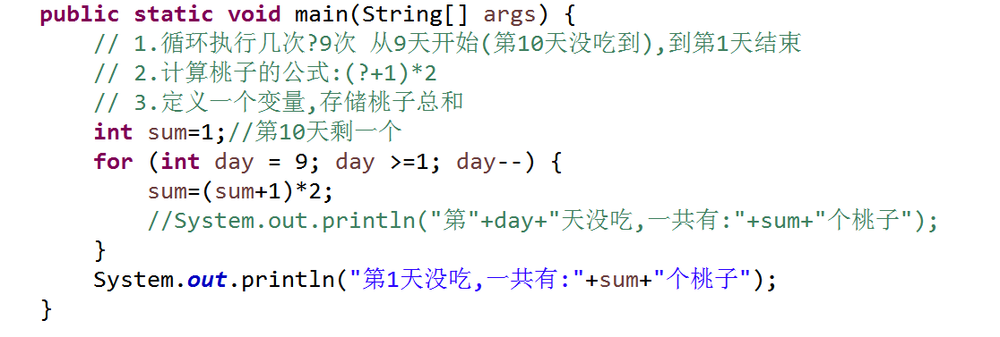 public static void main(String[] args) {
// 1.循环执行几次?9次 从9天开始(第10天没吃到),到第1天结束
// 2.计算桃子的公式:(?+1)*2
// 3.定义一个变量,存储桃子总和
int sum=1;//第10天剩一个
for (int day = 9; day >=1; day--) {
sum=(sum+1)*2;
//System.out.println("第"+day+"天没吃,一共有:"+sum+"个桃子");
}
System.out.println("第1天没吃,一共有:"+sum+"个桃子");
}